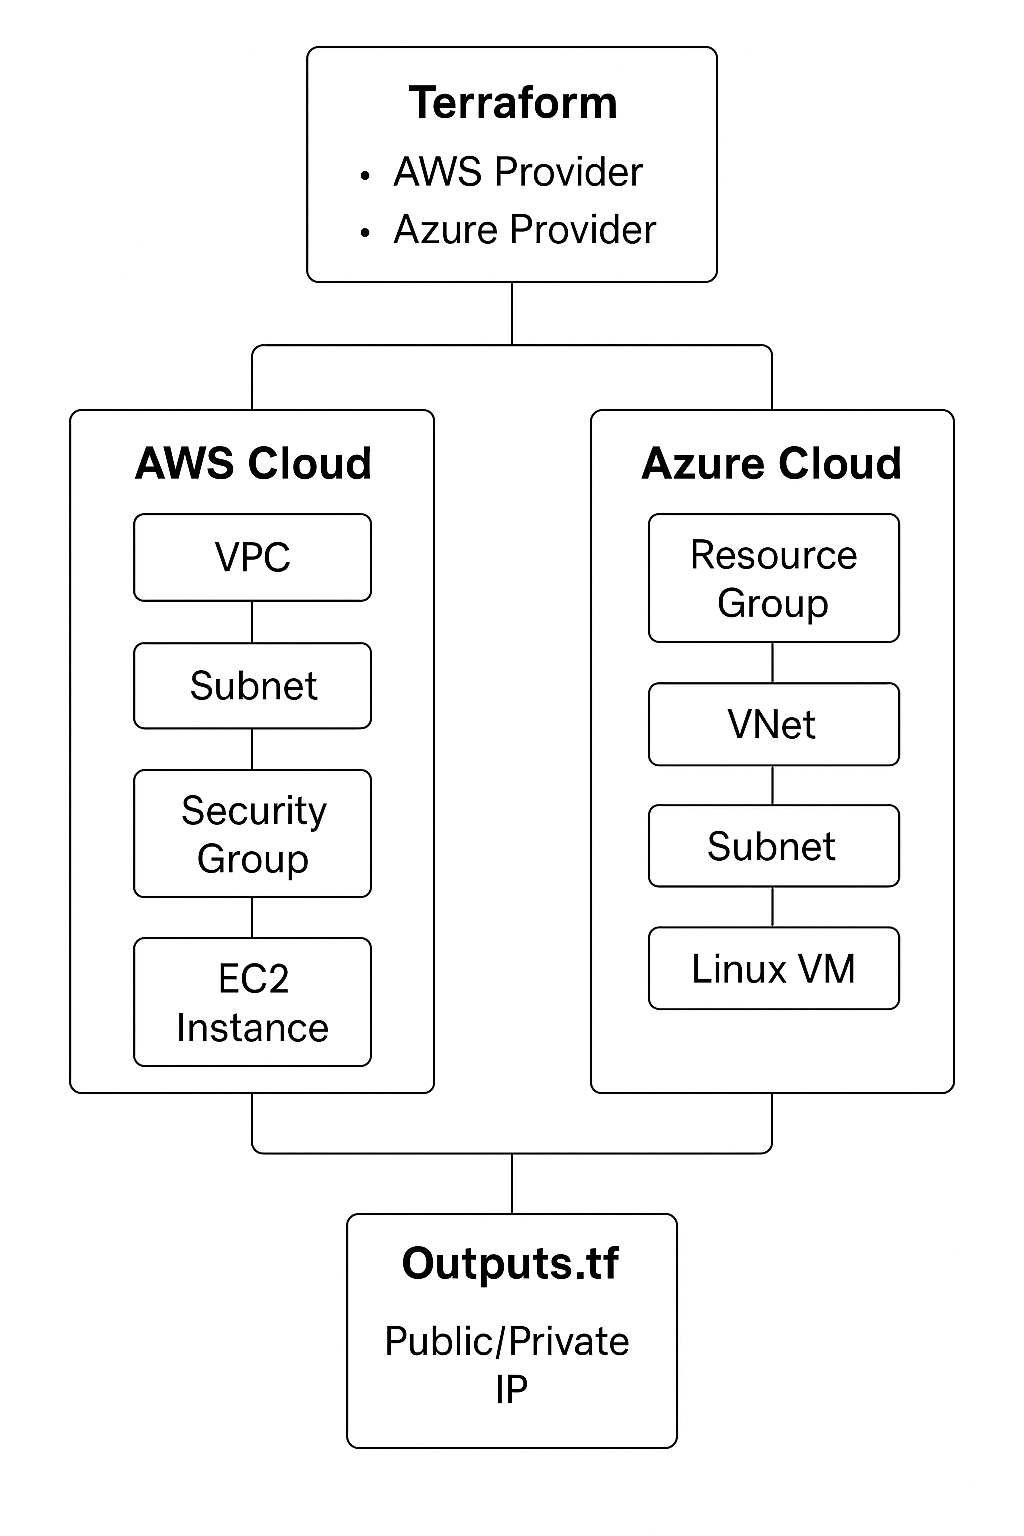 Terraform
• AWS Provider
• Azure Provider
AWS Cloud
VPC
Subnet
Security
Group
EC2
Instance
Azure Cloud
Resource
Group
VNet
Subnet
Linux VM
Outputs.tf
Public/Private
IP